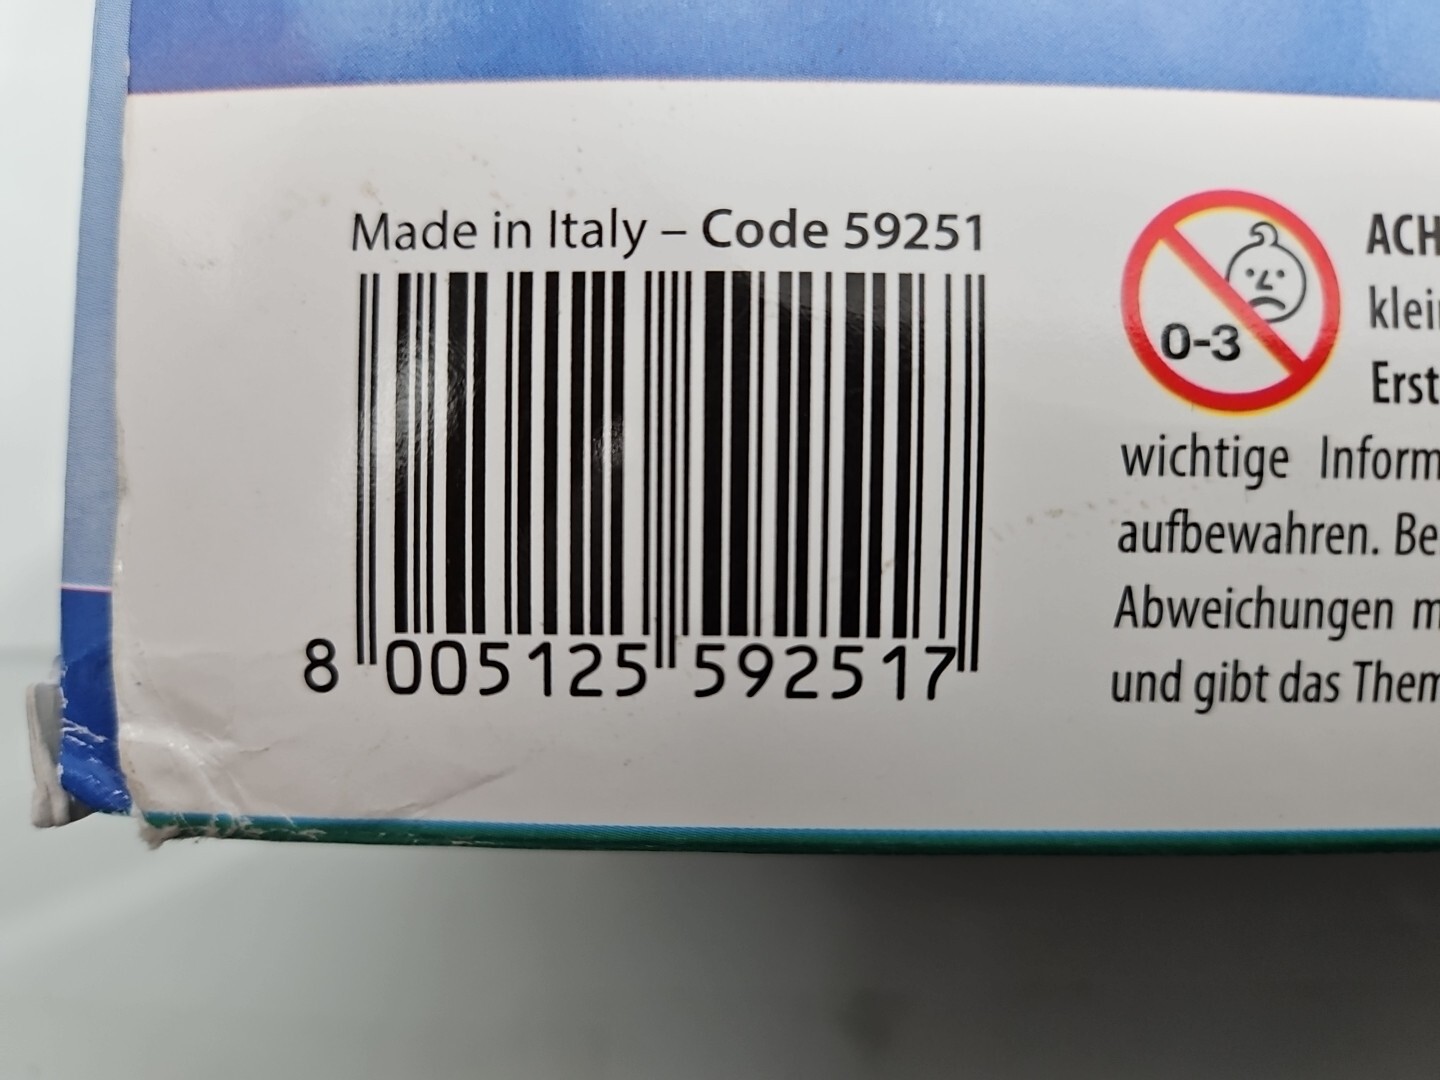 Made in Italy – Code 59251
8 005125 592517
0-3
ACH
klein
Erst
wichtige Inform
aufbewahren. Be
Abweichungen m
und gibt das Them